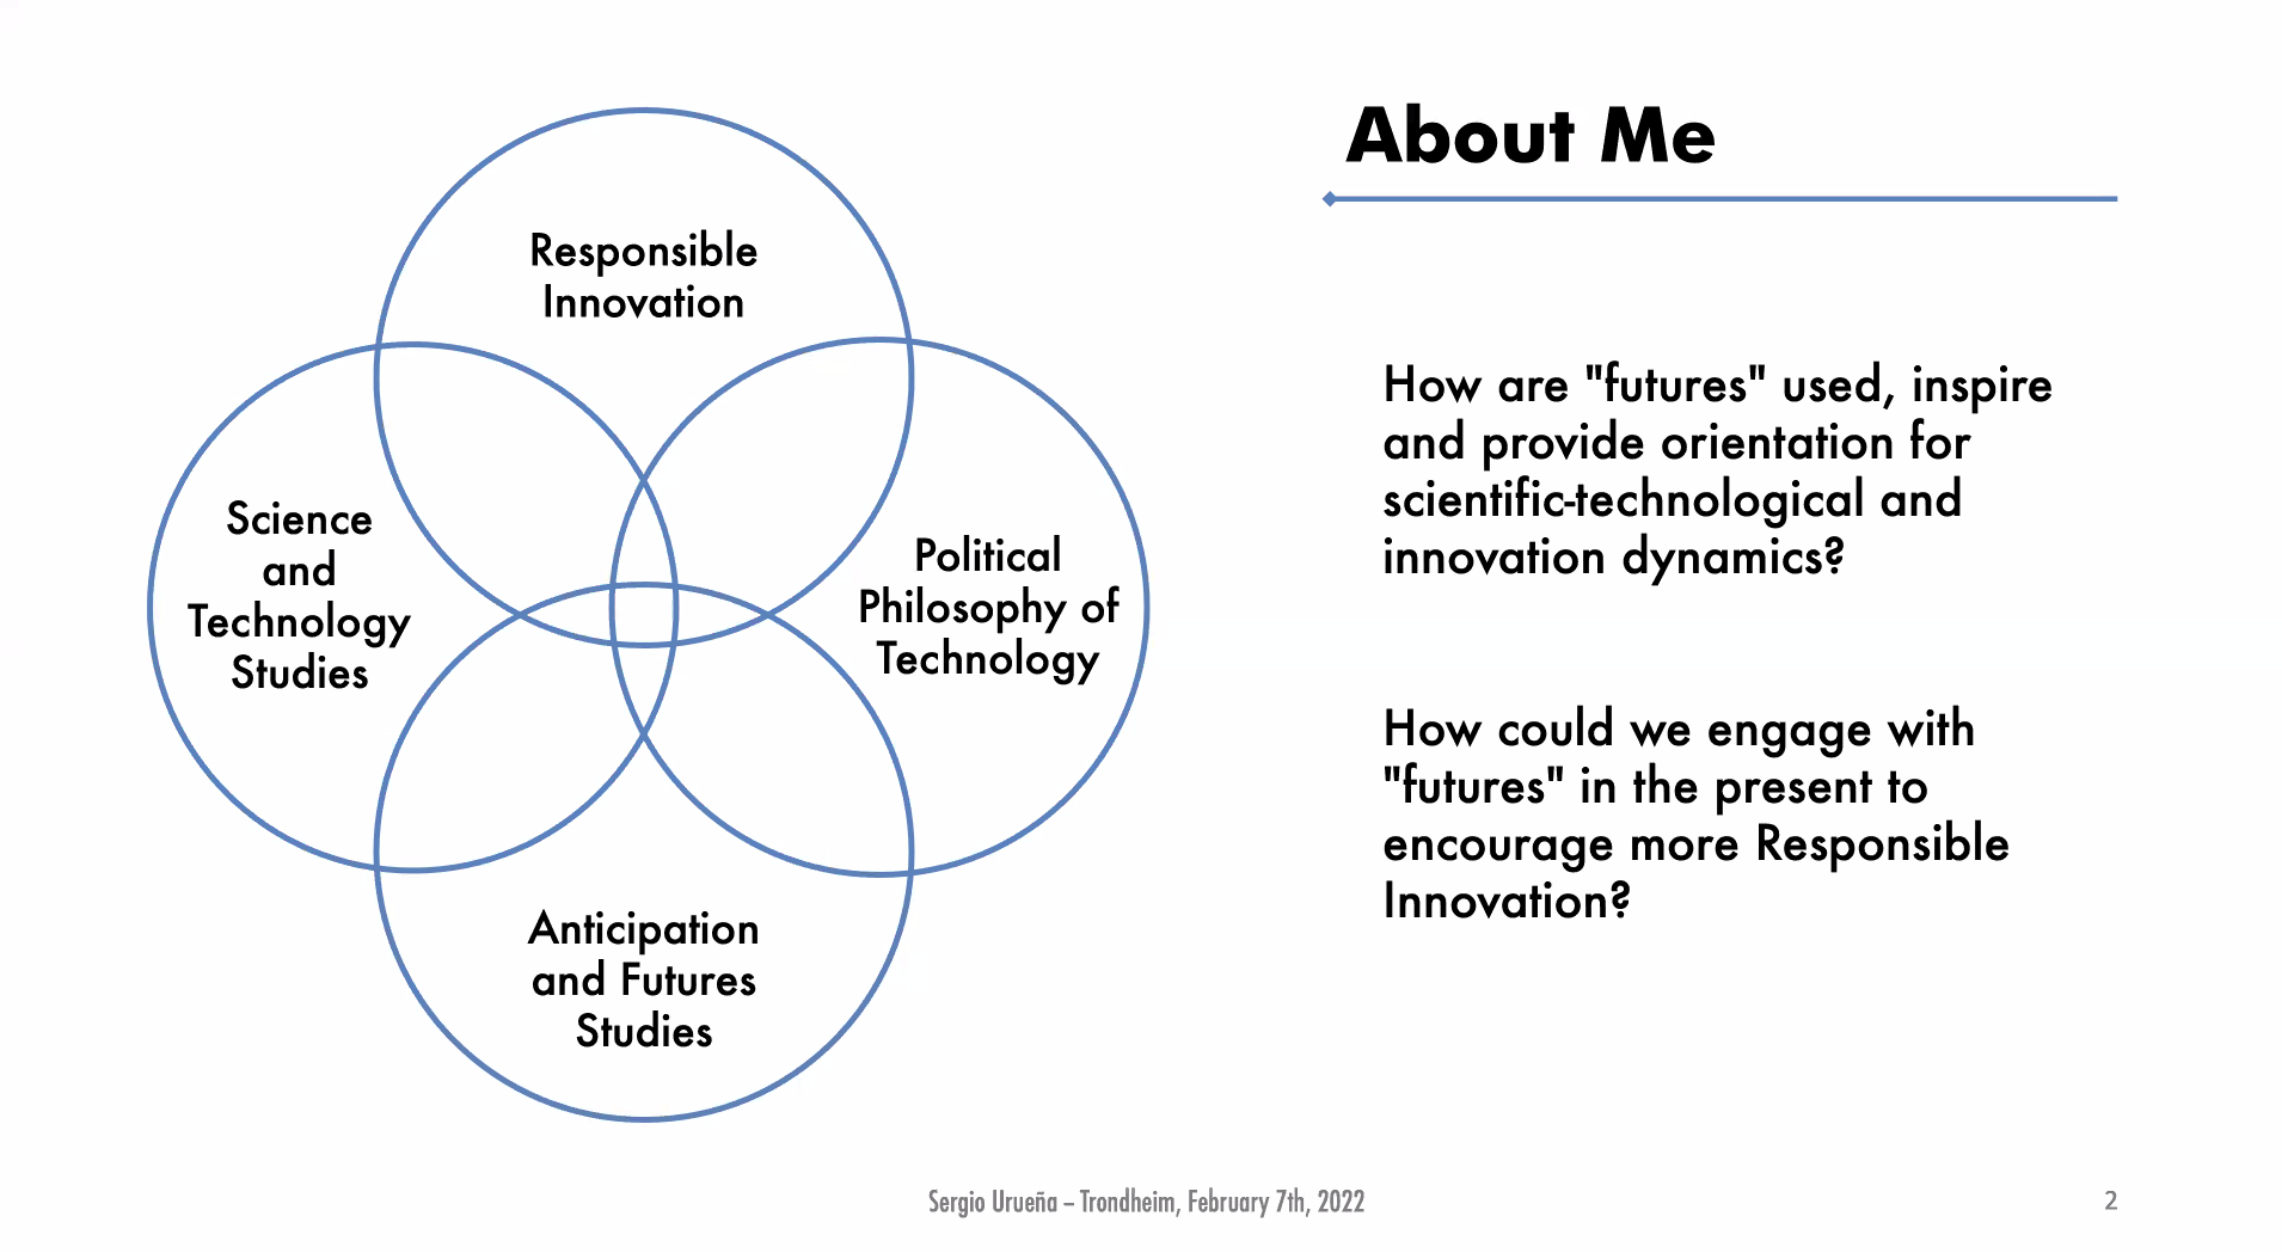 About Me
Responsible
Innovation
Science
and
Technology
Studies
Political
Philosophy of
Technology
Anticipation
and Futures
Studies
How are "futures" used, inspire
and provide orientation for
scientific-technological and
innovation dynamics?
How could we engage with
"futures" in the present to
encourage more Responsible
Innovation?
Sergio Urueña – Trondheim, February 7th, 2022
2